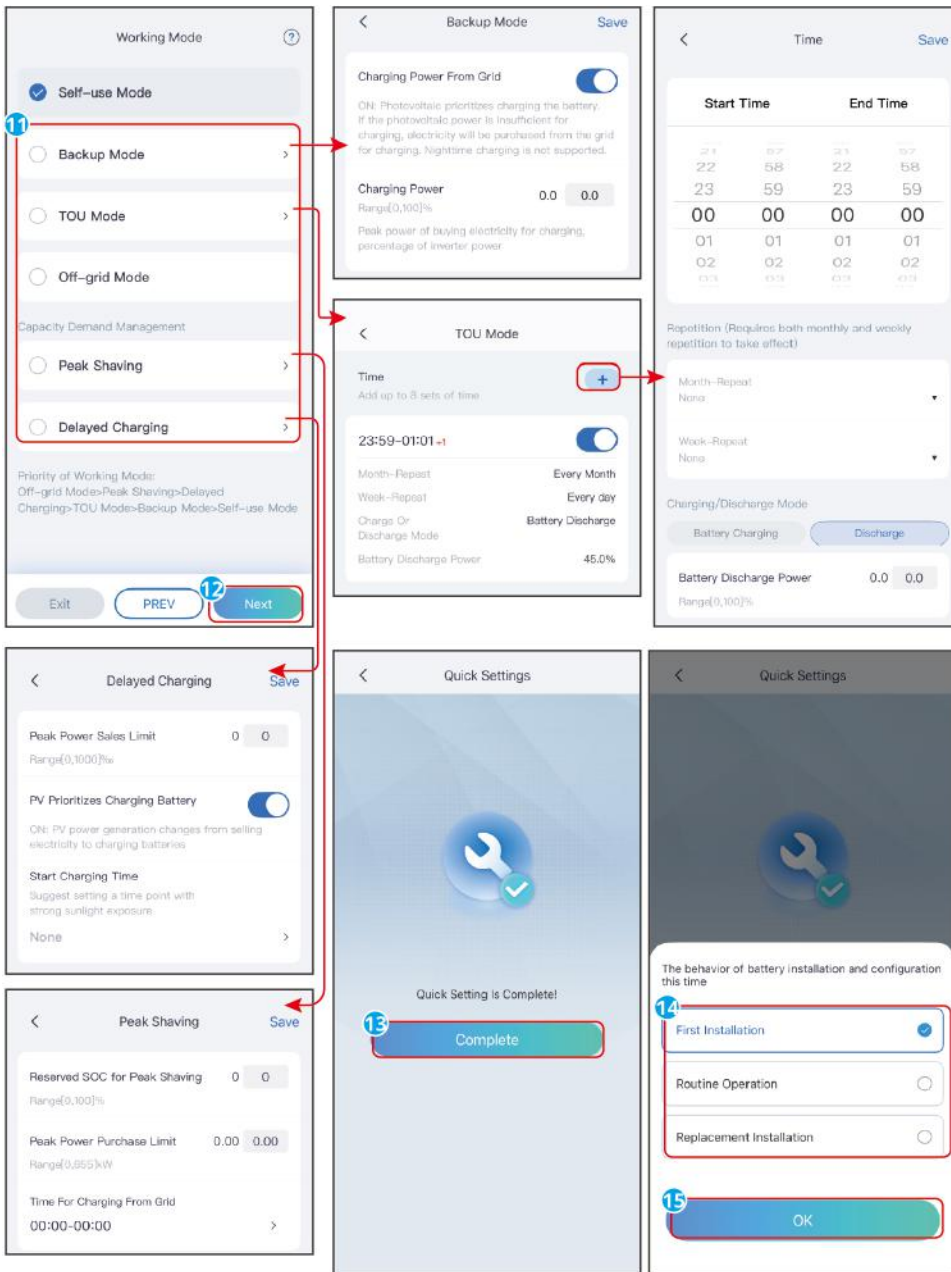 Working Mode
?
Self-use Mode
11
Backup Mode
TOU Mode
Off-grid Mode
Capacity Demand Management
Peak Shaving
Delayed Charging
Priority of Working Mode:
Off-grid Mode>Peak Shaving>Delayed
Charging>TOU Mode>Backup Mode>Self-use Mode
Exit
PREV
12
Next
Backup Mode
Save
Charging Power From Grid
ON: Photovoltaic prioritizes charging the battery.
If the photovoltaic power is insufficient for
charging, electricity will be purchased from the grid
for charging. Nighttime charging is not supported.
Charging Power 0.0 0.0
Range[0,100]%
Peak power of buying electricity for charging,
percentage of inverter power
TOU Mode
Time
+
Add up to 8 sets of time
23:59-01:01 +1
Month-Repeat Every Month
Week-Repeat Every day
Charge Or
Discharge Mode
Battery Discharge
Battery Discharge Power 45.0%
Time
Save
Start Time End Time
21 57 21 57
22 58 22 58
23 59 23 59
00 00 00 00
01 01 01 01
02 02 02 02
03 03 03 03
Repetition (Requires both monthly and weekly
repetition to take effect)
Month-Repeat
None
Week-Repeat
None
Charging/Discharge Mode
Battery Charging Discharge
Battery Discharge Power 0.0 0.0
Range[0,100]%
Delayed Charging
Save
Peak Power Sales Limit 0 0
Range[0,1000]‰
PV Prioritizes Charging Battery
ON: PV power generation changes from selling
electricity to charging batteries
Start Charging Time
Suggest setting a time point with
strong sunlight exposure
None
Peak Shaving
Save
Reserved SOC for Peak Shaving 0 0
Range[0,100]%
Peak Power Purchase Limit 0.00 0.00
Range[0,655]kW
Time For Charging From Grid
00:00-00:00
Quick Settings
Quick Setting Is Complete!
13
Complete
Quick Settings
The behavior of battery installation and configuration
this time
14
First Installation
Routine Operation
Replacement Installation
15
OK